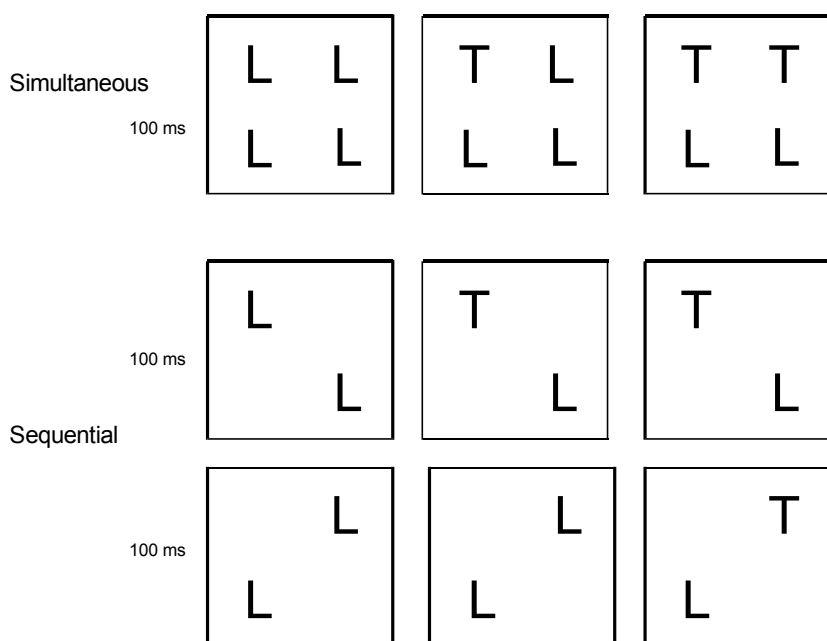 L L T L T T
Simultaneous
100 ms
L L L L L L
L T T
100 ms
L L L
Sequential
L L T
100 ms
L L L